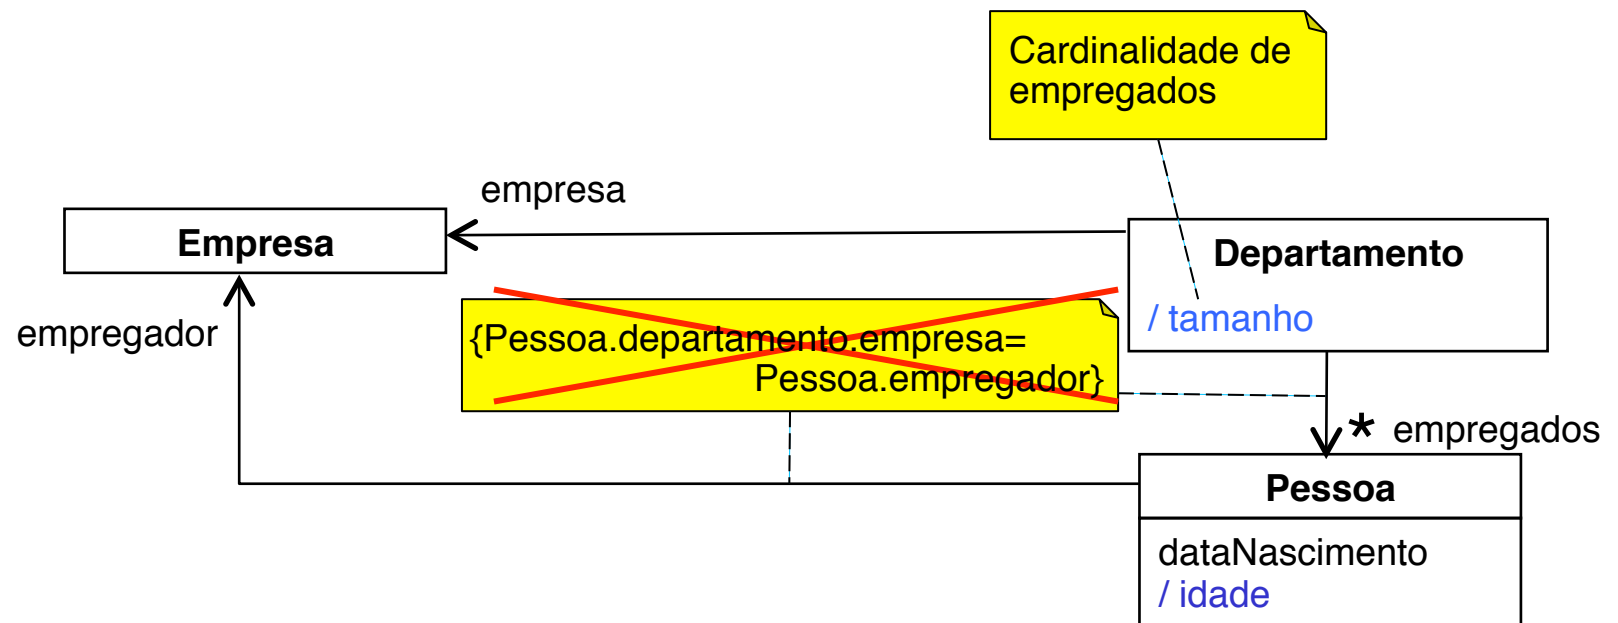 Cardinalidade de
empregados
empresa
Empresa
Departamento
/ tamanho
empregador
{Pessoa.departamento.empresa=
Pessoa.empregador}
* empregados
Pessoa
dataNascimento
/ idade